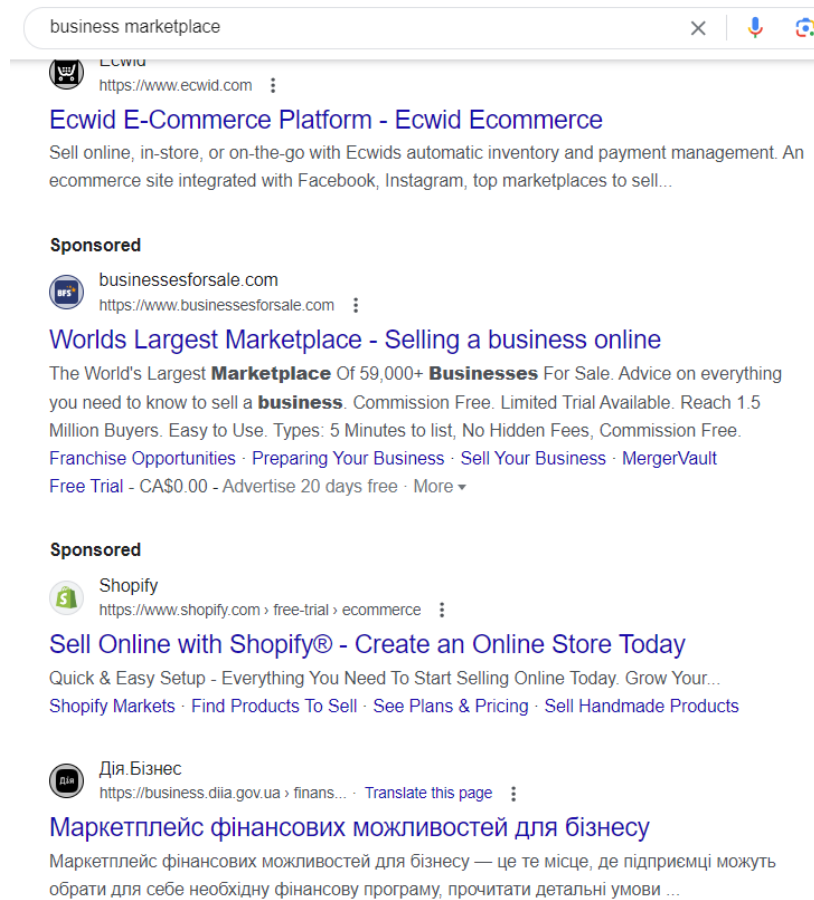 business marketplace
Ecwid
https://www.ecwid.com
Ecwid E-Commerce Platform - Ecwid Ecommerce
Sell online, in-store, or on-the-go with Ecwids automatic inventory and payment management. An
ecommerce site integrated with Facebook, Instagram, top marketplaces to sell...
Sponsored
BFS
businessesforsale.com
https://www.businessesforsale.com
Worlds Largest Marketplace - Selling a business online
The World's Largest Marketplace Of 59,000+ Businesses For Sale. Advice on everything
you need to know to sell a business. Commission Free. Limited Trial Available. Reach 1.5
Million Buyers. Easy to Use. Types: 5 Minutes to list, No Hidden Fees, Commission Free.
Franchise Opportunities · Preparing Your Business · Sell Your Business · MergerVault
Free Trial - CA$0.00 - Advertise 20 days free · More
Sponsored
Shopify
https://www.shopify.com › free-trial › ecommerce
Sell Online with Shopify® - Create an Online Store Today
Quick & Easy Setup - Everything You Need To Start Selling Online Today. Grow Your...
Shopify Markets · Find Products To Sell · See Plans & Pricing · Sell Handmade Products
Дія
Дія.Бізнес
https://business.diia.gov.ua › finans... · Translate this page
Маркетплейс фінансових можливостей для бізнесу
Маркетплейс фінансових можливостей для бізнесу — це те місце, де підприємці можуть
обрати для себе необхідну фінансову програму, прочитати детальні умови ...